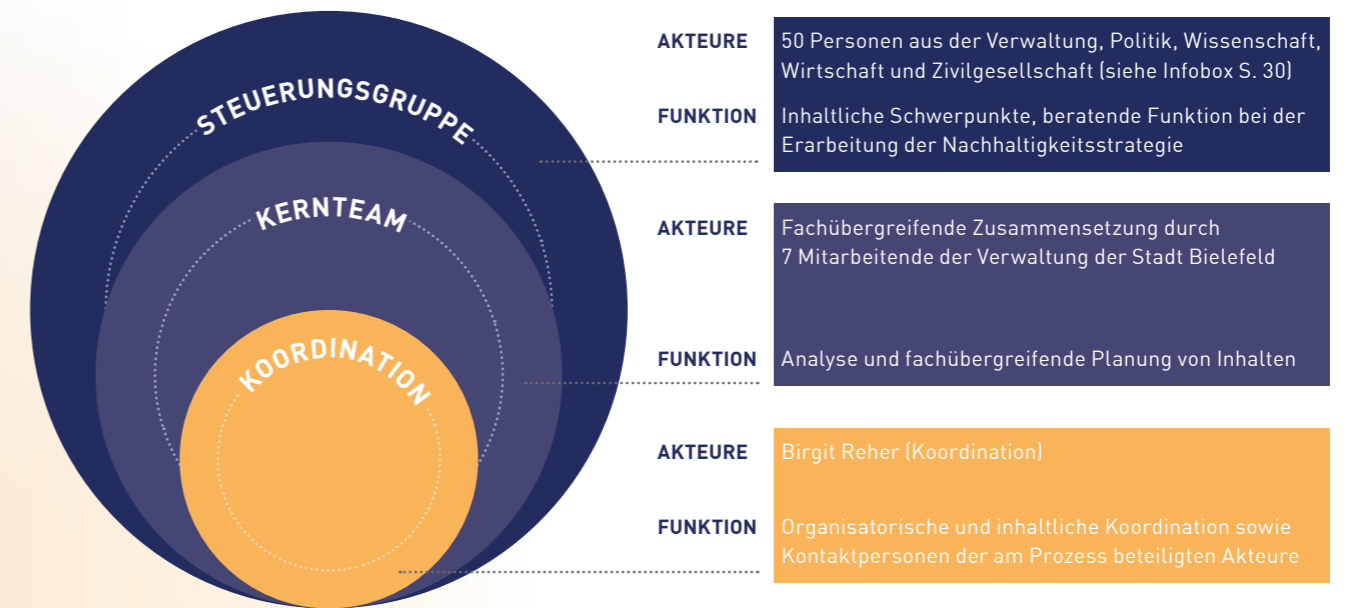 STEUERUNGSGRUPPE
KERNTEAM
KOORDINATION
AKTEURE 50 Personen aus der Verwaltung, Politik, Wissenschaft,
Wirtschaft und Zivilgesellschaft (siehe Infobox S. 30)
FUNKTION Inhaltliche Schwerpunkte, beratende Funktion bei der
Erarbeitung der Nachhaltigkeitsstrategie
AKTEURE Fachübergreifende Zusammensetzung durch
7 Mitarbeitende der Verwaltung der Stadt Bielefeld
FUNKTION Analyse und fachübergreifende Planung von Inhalten
AKTEURE Birgit Reher (Koordination)
FUNKTION Organisatorische und inhaltliche Koordination sowie
Kontaktpersonen der am Prozess beteiligten Akteure